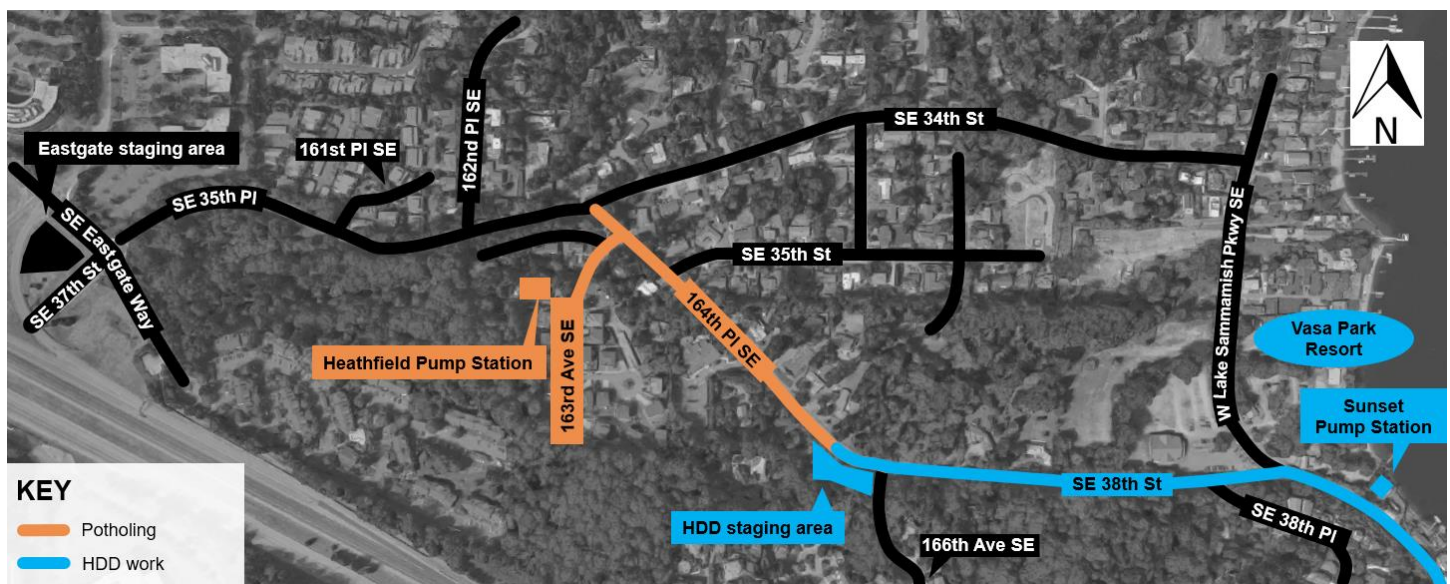 N
SE 34th St
162nd Pl SE
Eastgate staging area
161st Pl SE
SE 35th Pl
SE Eastgate Way
SE 37th St
SE 35th St
164th Pl SE
W Lake Sammamish Pkwy SE
Vasa Park
Resort
Heathfield Pump Station
163rd Ave SE
Sunset
Pump Station
SE 38th St
KEY
Potholing
HDD work
HDD staging area
SE 38th Pl
166th Ave SE